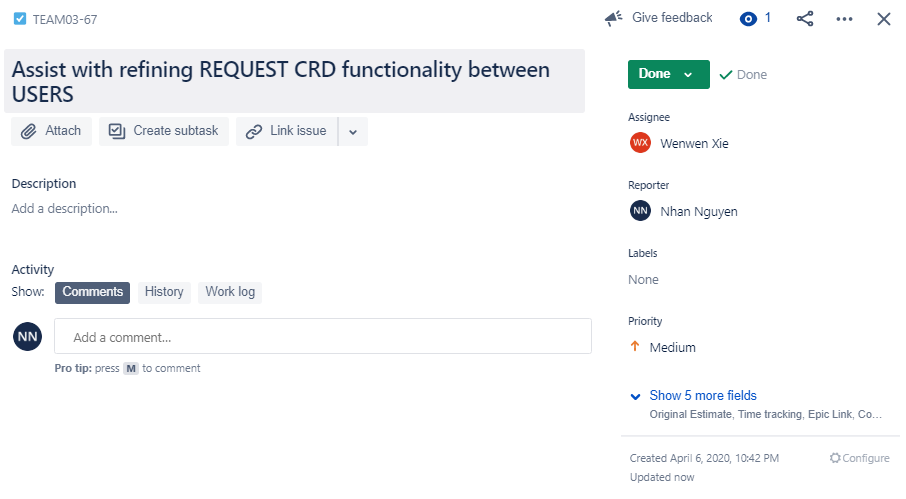 TEAM03-67
Give feedback
1
Assist with refining REQUEST CRD functionality between
USERS
Attach
Create subtask
Link issue
Description
Add a description...
Activity
Show:
Comments
History
Work log
NN
Add a comment...
Pro tip: press M to comment
Done
Done
Assignee
WX
Wenwen Xie
Reporter
NN
Nhan Nguyen
Labels
None
Priority
Medium
Show 5 more fields
Original Estimate, Time tracking, Epic Link, Co...
Created April 6, 2020, 10:42 PM
Configure
Updated now